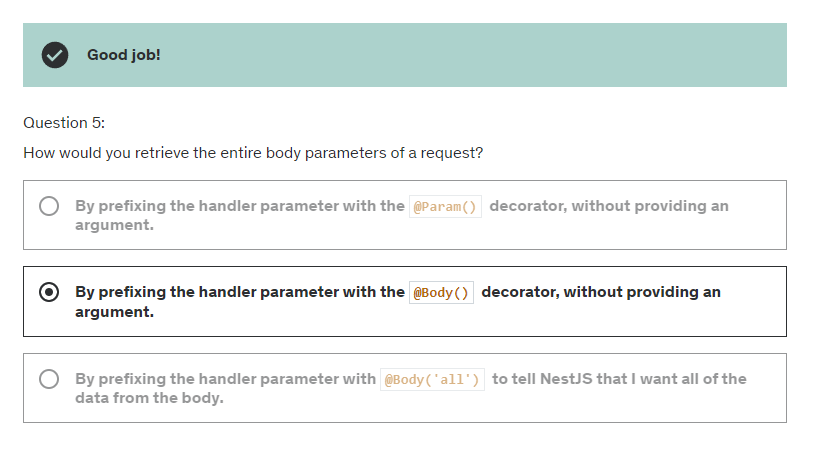 Good job!
Question 5:
How would you retrieve the entire body parameters of a request?
By prefixing the handler parameter with the @Param() decorator, without providing an
argument.
By prefixing the handler parameter with the @Body() decorator, without providing an
argument.
By prefixing the handler parameter with @Body('all') to tell NestJS that I want all of the
data from the body.